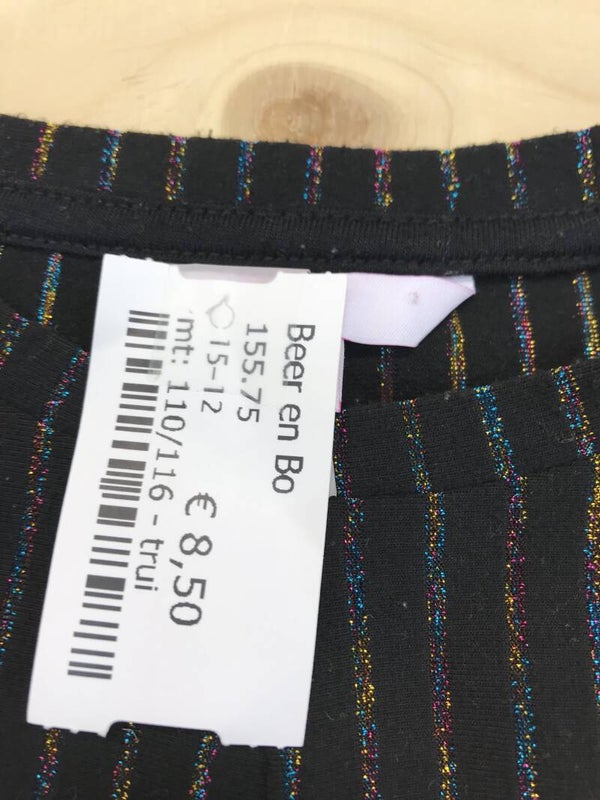 Beer en Bo
155.75
15-12
€ 8,50
mt: 110/116 - trui